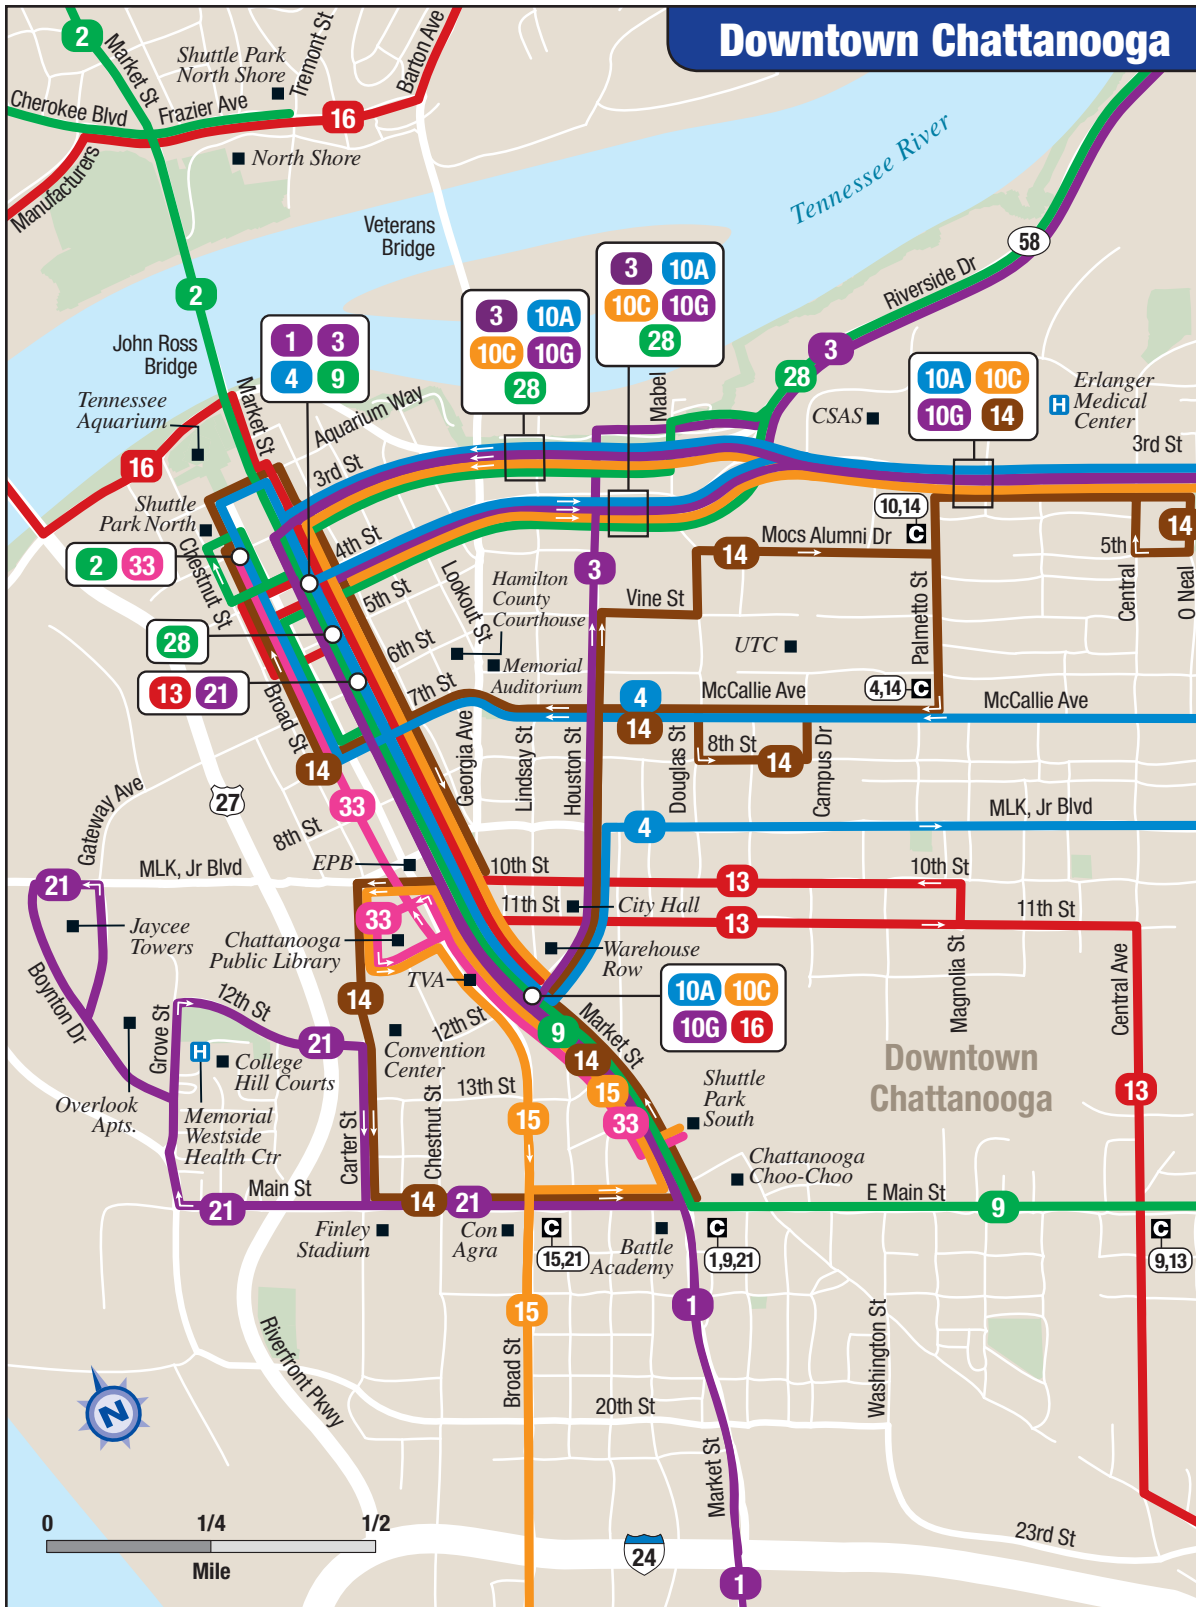 Downtown Chattanooga
2
Market St
Shuttle Park
North Shore
Tremont St
Barton Ave
Cherokee Blvd
Frazier Ave
16
North Shore
Manufacturers
Tennessee River
Veterans
Bridge
58
Riverside Dr
2
3 10A
10C 10G
28
3 10A
10C 10G
28
1 3
4 9
John Ross
Bridge
3
28
Mabel
10A 10C
10G 14
H
Erlanger
Medical
Center
Tennessee
Aquarium
Market St
Aquarium Way
CSAS
3rd St
16
3rd St
Shuttle
Park North
10,14
C
14
4th St
Mocs Alumni Dr
14
5th
2 33
Chestnut St
5th St
Lookout St
Hamilton
County
Courthouse
3
Vine St
Palmetto St
Central
O Neal
28
6th St
UTC
Memorial
Auditorium
13 21
7th St
4,14
C
4
McCallie Ave
McCallie Ave
Broad St
14
14
8th St
14
Georgia Ave
Lindsay St
Houston St
Douglas St
Campus Dr
27
33
Gateway Ave
8th St
4
MLK, Jr Blvd
EPB
MLK, Jr Blvd
10th St
13
10th St
21
33
11th St
City Hall
13
11th St
Jaycee
Towers
Chattanooga
Public Library
Warehouse
Row
TVA
Boynton Dr
12th St
14
12th St
10A 10C
10G 16
Magnolia St
Central Ave
Grove St
21
9
Market St
14
H
College
Hill Courts
Convention
Center
Downtown
Chattanooga
13th St
15
Shuttle
Park
South
13
Overlook
Apts.
Memorial
Westside
Health Ctr
15
33
Carter St
Chestnut St
Chattanooga
Choo-Choo
Main St
21
14
21
E Main St
9
Finley
Stadium
Con
Agra
C
15,21
Battle
Academy
C
1,9,21
C
9,13
15
1
Riverfront Pkwy
Broad St
Washington St
N
20th St
Market St
0 1/4 1/2
Mile
23rd St
24
1